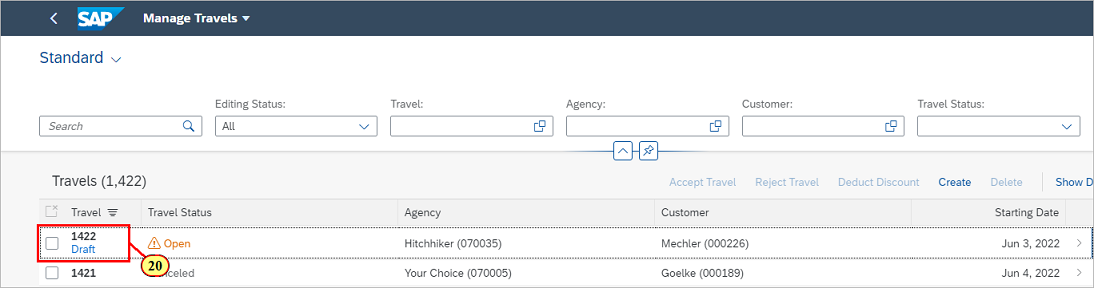 SAP Manage Travels
Standard
Editing Status: Travel: Agency: Customer: Travel Status:
Search All
Travels (1,422) Accept Travel Reject Travel Deduct Discount Create Delete Show D
Travel Travel Status Agency Customer Starting Date
1422 Open Hitchhiker (070035) Mechler (000226) Jun 3, 2022
Draft
20
1421 nceled Your Choice (070005) Goelke (000189) Jun 4, 2022